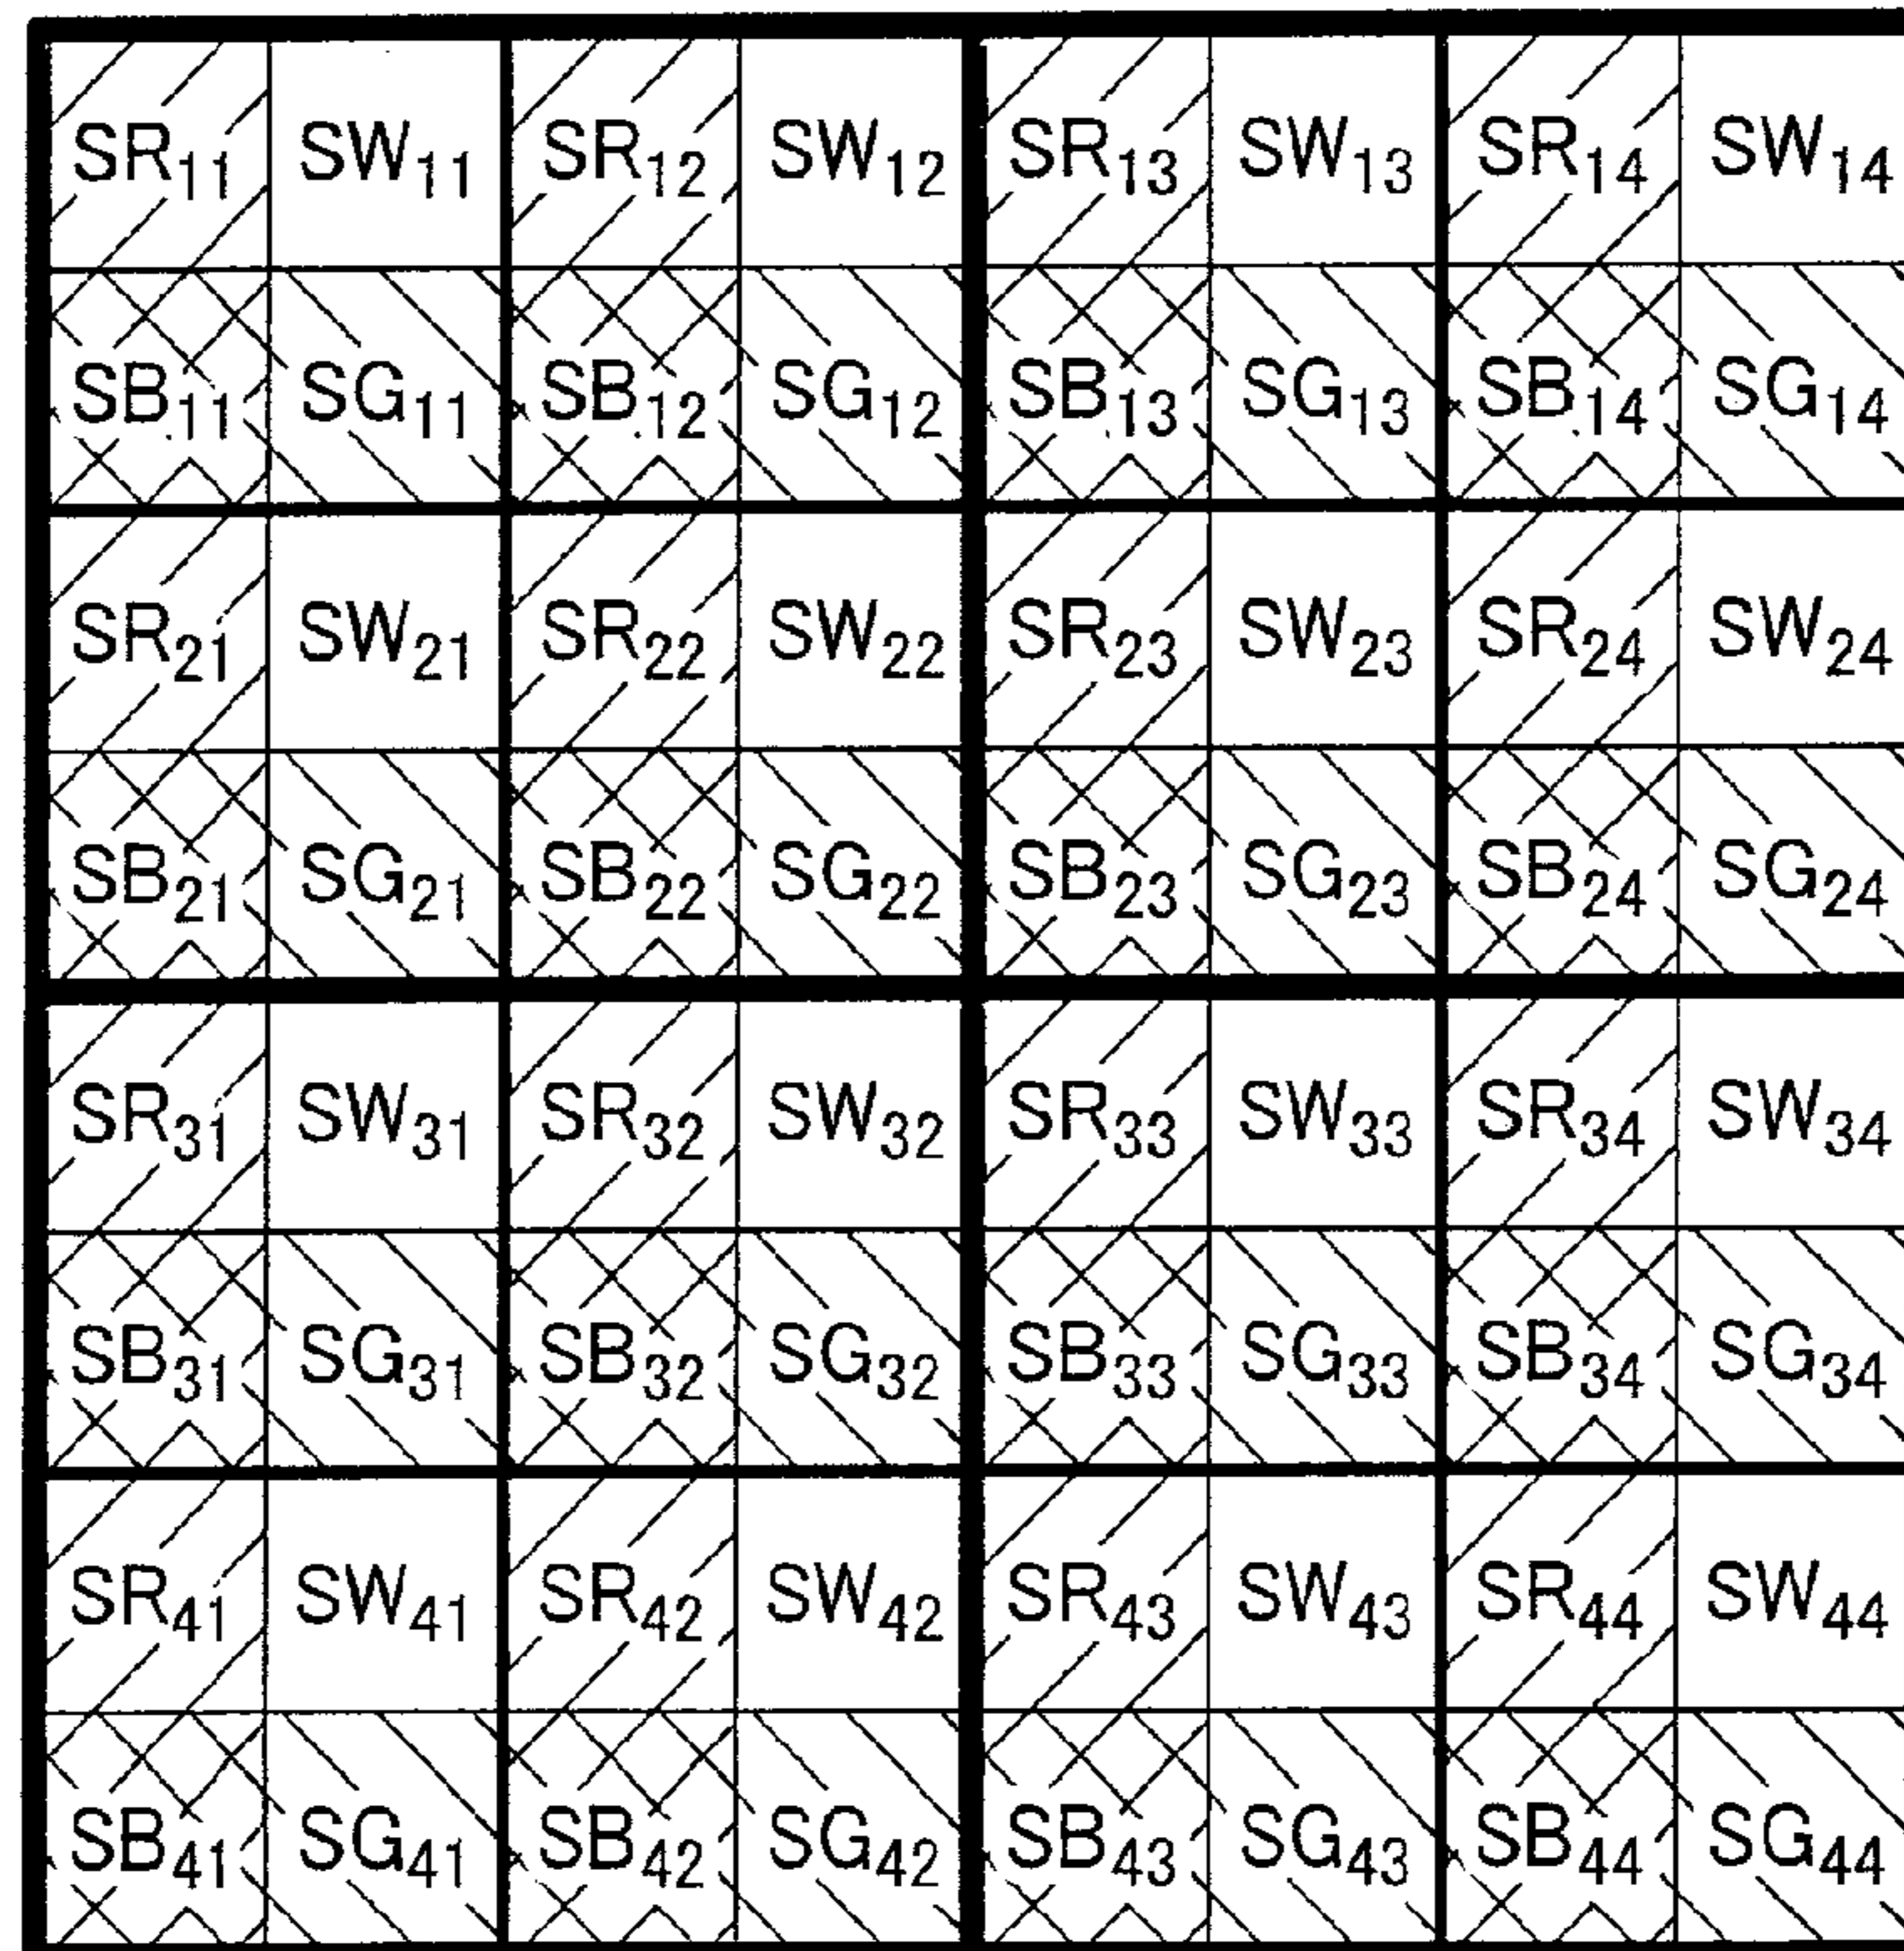 SR₁₁ SW₁₁ SR₁₂ SW₁₂ SR₁₃ SW₁₃ SR₁₄ SW₁₄
SB₁₁ SG₁₁ SB₁₂ SG₁₂ SB₁₃ SG₁₃ SB₁₄ SG₁₄
SR₂₁ SW₂₁ SR₂₂ SW₂₂ SR₂₃ SW₂₃ SR₂₄ SW₂₄
SB₂₁ SG₂₁ SB₂₂ SG₂₂ SB₂₃ SG₂₃ SB₂₄ SG₂₄
SR₃₁ SW₃₁ SR₃₂ SW₃₂ SR₃₃ SW₃₃ SR₃₄ SW₃₄
SB₃₁ SG₃₁ SB₃₂ SG₃₂ SB₃₃ SG₃₃ SB₃₄ SG₃₄
SR₄₁ SW₄₁ SR₄₂ SW₄₂ SR₄₃ SW₄₃ SR₄₄ SW₄₄
SB₄₁ SG₄₁ SB₄₂ SG₄₂ SB₄₃ SG₄₃ SB₄₄ SG₄₄